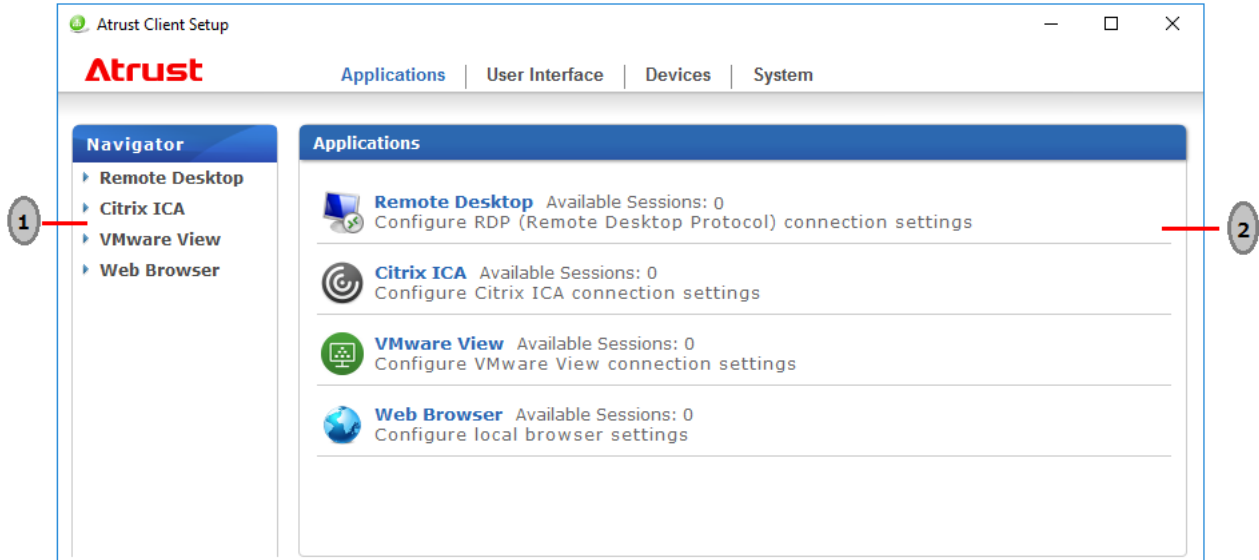 Atrust Client Setup
Atrust
Applications | User Interface | Devices | System
Navigator
Remote Desktop
Citrix ICA
VMware View
Web Browser
1
Applications
Remote Desktop Available Sessions: 0
Configure RDP (Remote Desktop Protocol) connection settings
Citrix ICA Available Sessions: 0
Configure Citrix ICA connection settings
VMware View Available Sessions: 0
Configure VMware View connection settings
Web Browser Available Sessions: 0
Configure local browser settings
2